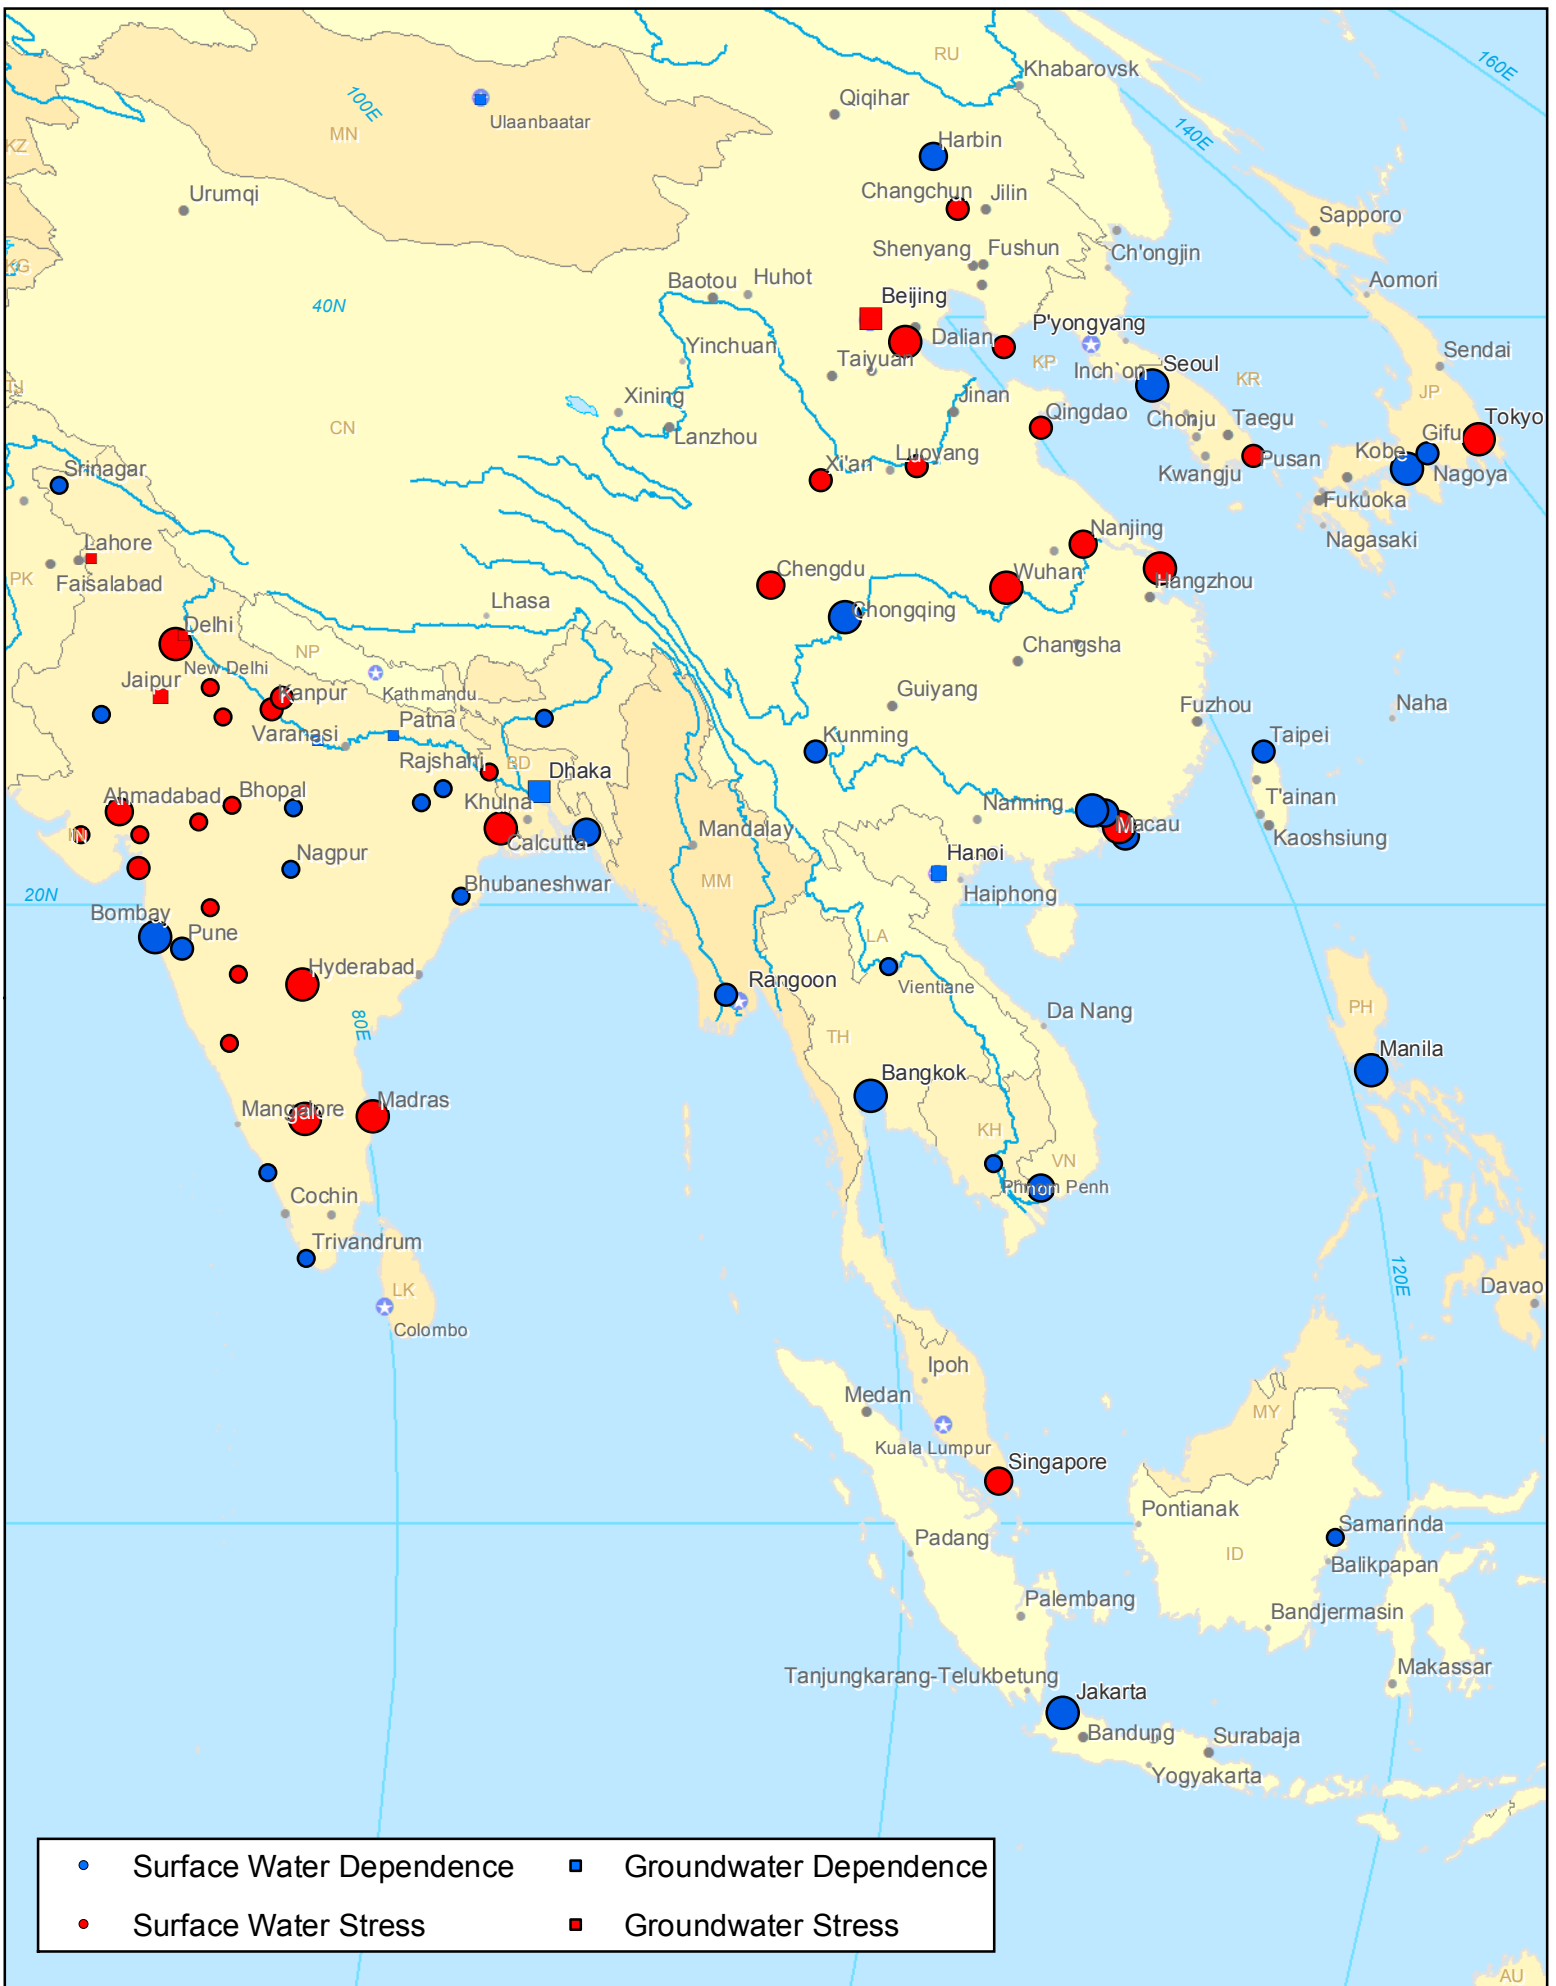 160E
RU
Khabarovsk
100E
Qiqihar
Ulaanbaatar
MN
140E
Harbin
KZ
Urumqi
Changchun
Jilin
Sapporo
Shenyang
Fushun
Ch'ongjin
KG
Baotou
Huhot
Aomori
Beijing
40N
P'yongyang
Dalian
Yinchuan
Taiyuan
KP
Inch`on
Seoul
Sendai
TJ
KR
JP
Xining
Jinan
Qingdao
Chonju
Taegu
Tokyo
CN
Lanzhou
Gifu
Luoyang
Kobe
Srinagar
Xi'an
Pusan
Kwangju
Nagoya
Fukuoka
Nanjing
Lahore
Nagasaki
PK
Faisalabad
Chengdu
Wuhan
Hangzhou
Lhasa
Chongqing
Delhi
NP
Changsha
New Delhi
Jaipur
Kanpur
Kathmandu
Guiyang
Fuzhou
Naha
Patna
Varanasi
Kunming
Taipei
Rajshahi
BD
Dhaka
Bhopal
Ahmadabad
T'ainan
Khulna
Nanning
Macau
IN
Mandalay
Kaoshsiung
Calcutta
Nagpur
Hanoi
MM
Bhubaneshwar
Haiphong
20N
Bombay
Pune
LA
Hyderabad
Rangoon
Vientiane
PH
Da Nang
80E
TH
Manila
Bangkok
Madras
Mangalore
KH
VN
Phnom Penh
Cochin
Trivandrum
120E
LK
Davao
Colombo
Ipoh
Medan
MY
Kuala Lumpur
Singapore
Pontianak
Samarinda
Padang
ID
Balikpapan
Palembang
Bandjermasin
Makassar
Tanjungkarang-Telukbetung
Jakarta
Bandung
Surabaja
Yogyakarta
Surface Water Dependence
Groundwater Dependence
Surface Water Stress
Groundwater Stress
AU